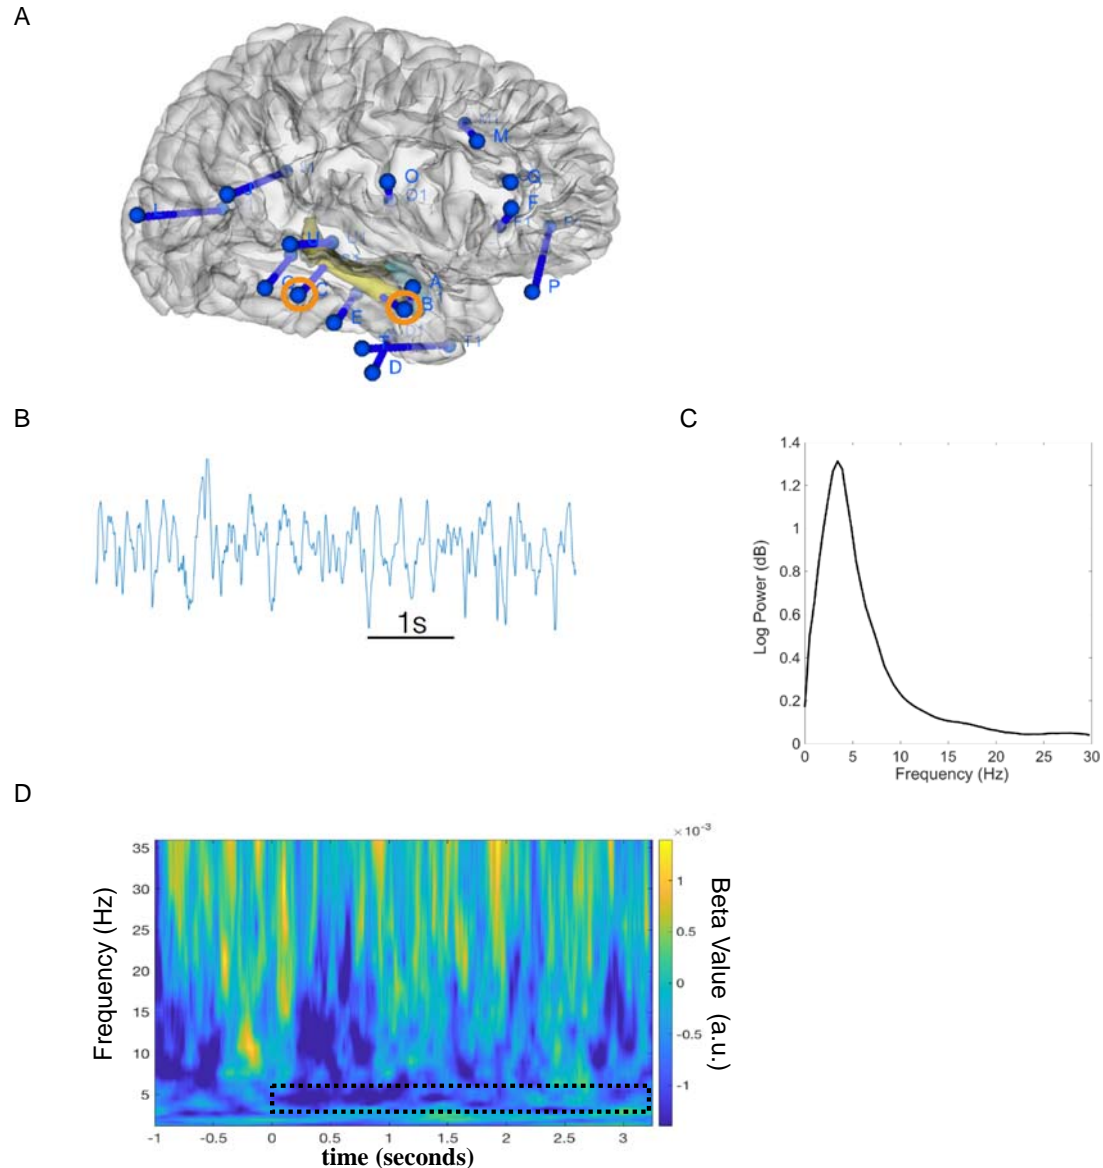 A
M
O
O1
G
F
L
U
A
C
B
P
E
T1
D
B
1s
C
1.4
1.2
1
0.8
0.6
0.4
0.2
0
Log Power (dB)
0 5 10 15 20 25 30
Frequency (Hz)
D
×10⁻³
35
30
25
20
15
10
5
Frequency (Hz)
1
0.5
0
-0.5
-1
Beta Value (a.u.)
-1 -0.5 0 0.5 1 1.5 2 2.5 3
time (seconds)